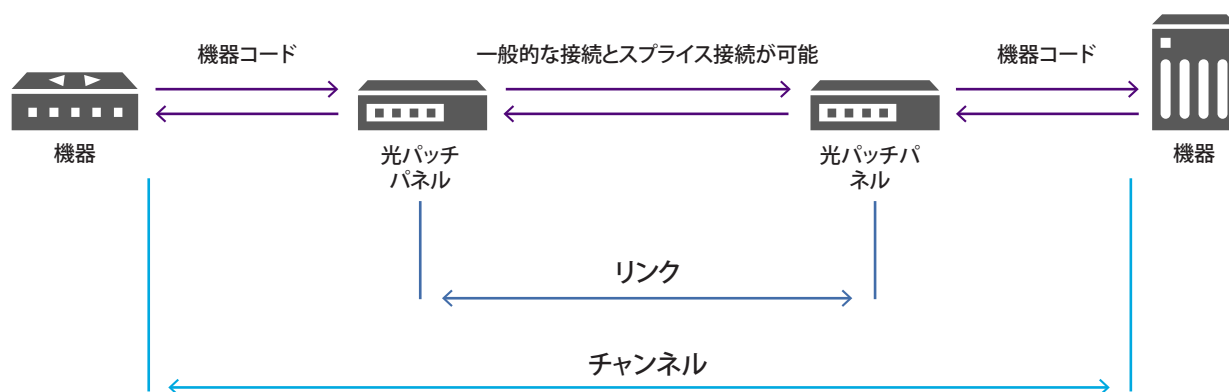 機器コード
一般的な接続とスプライス接続が可能
機器コード
機器
光パッチ
パネル
光パッチパ
ネル
機器
リンク
チャンネル